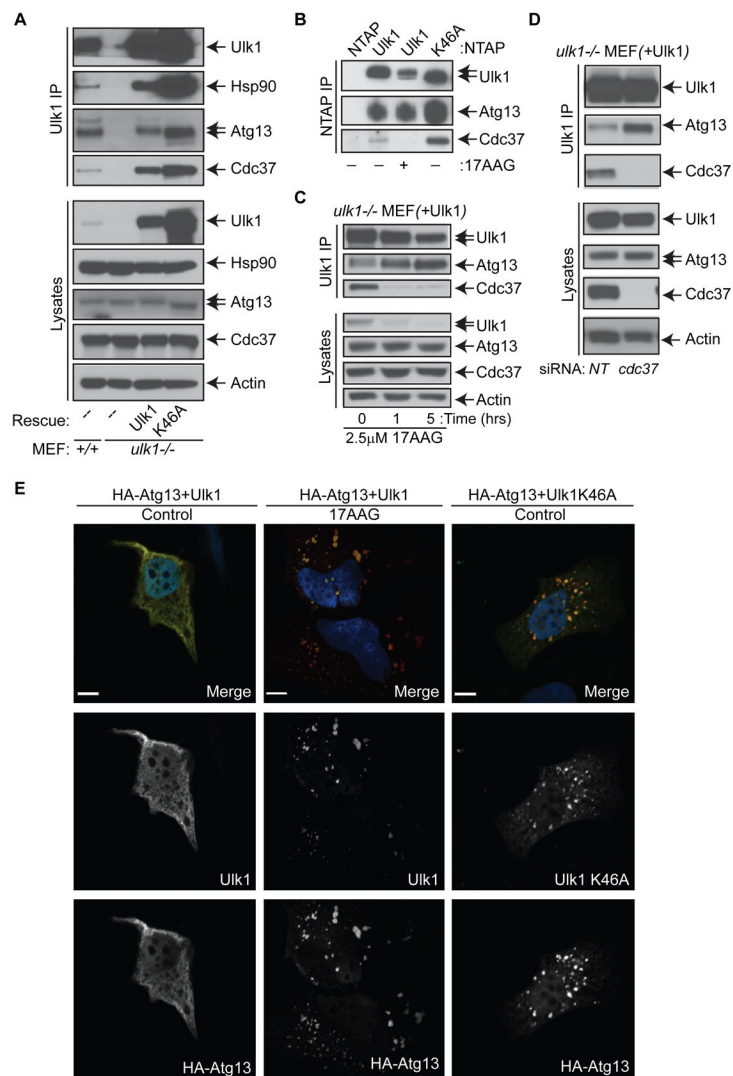 A
Ulk1 IP
Ulk1
Hsp90
Atg13
Cdc37
Lysates
Ulk1
Hsp90
Atg13
Cdc37
Actin
Rescue: -- -- Ulk1 K46A
MEF: +/+ ulk1-/-
B
NTAP Ulk1 Ulk1 K46A :NTAP
NTAP IP
Ulk1
Atg13
Cdc37
– – + – :17AAG
C
ulk1-/- MEF(+Ulk1)
Ulk1 IP
Ulk1
Atg13
Cdc37
Lysates
Ulk1
Atg13
Cdc37
Actin
0 1 5 :Time (hrs)
2.5μM 17AAG
D
ulk1-/- MEF(+Ulk1)
Ulk1 IP
Ulk1
Atg13
Cdc37
Lysates
Ulk1
Atg13
Cdc37
Actin
siRNA: NT cdc37
E
HA-Atg13+Ulk1 HA-Atg13+Ulk1 HA-Atg13+Ulk1K46A
Control 17AAG Control
Merge Merge Merge
Ulk1 Ulk1 Ulk1 K46A
HA-Atg13 HA-Atg13 HA-Atg13